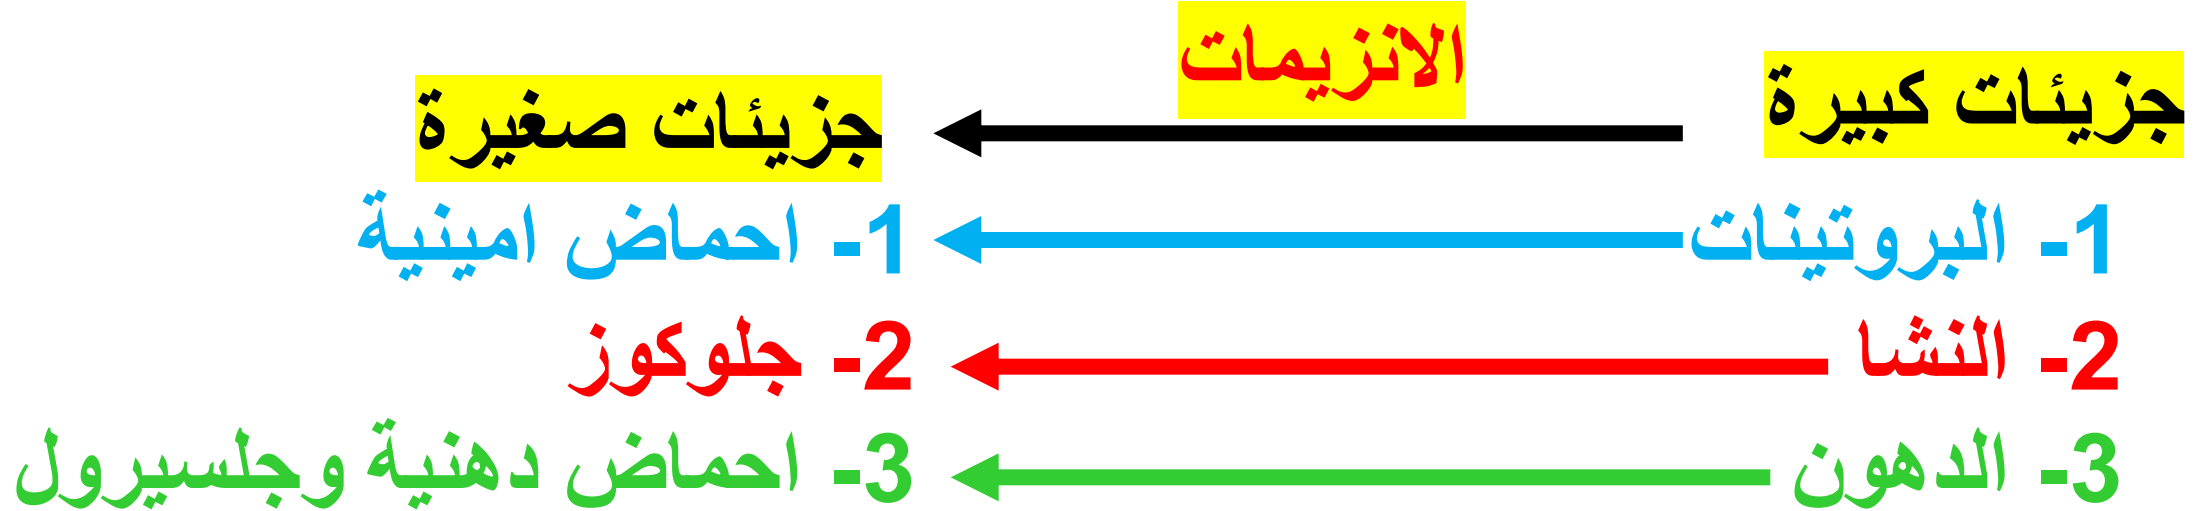 الانزيمات
جزيئات كبيرة جزيئات صغيرة
1- البروتينات 1- احماض امينية
2- النشا 2- جلوكوز
3- الدهون 3- احماض دهنية وجلسيرول